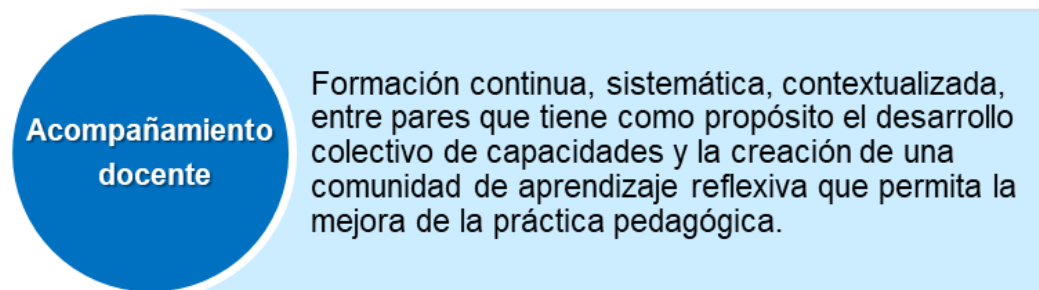 Acompañamiento
docente
Formación continua, sistemática, contextualizada,
entre pares que tiene como propósito el desarrollo
colectivo de capacidades y la creación de una
comunidad de aprendizaje reflexiva que permita la
mejora de la práctica pedagógica.